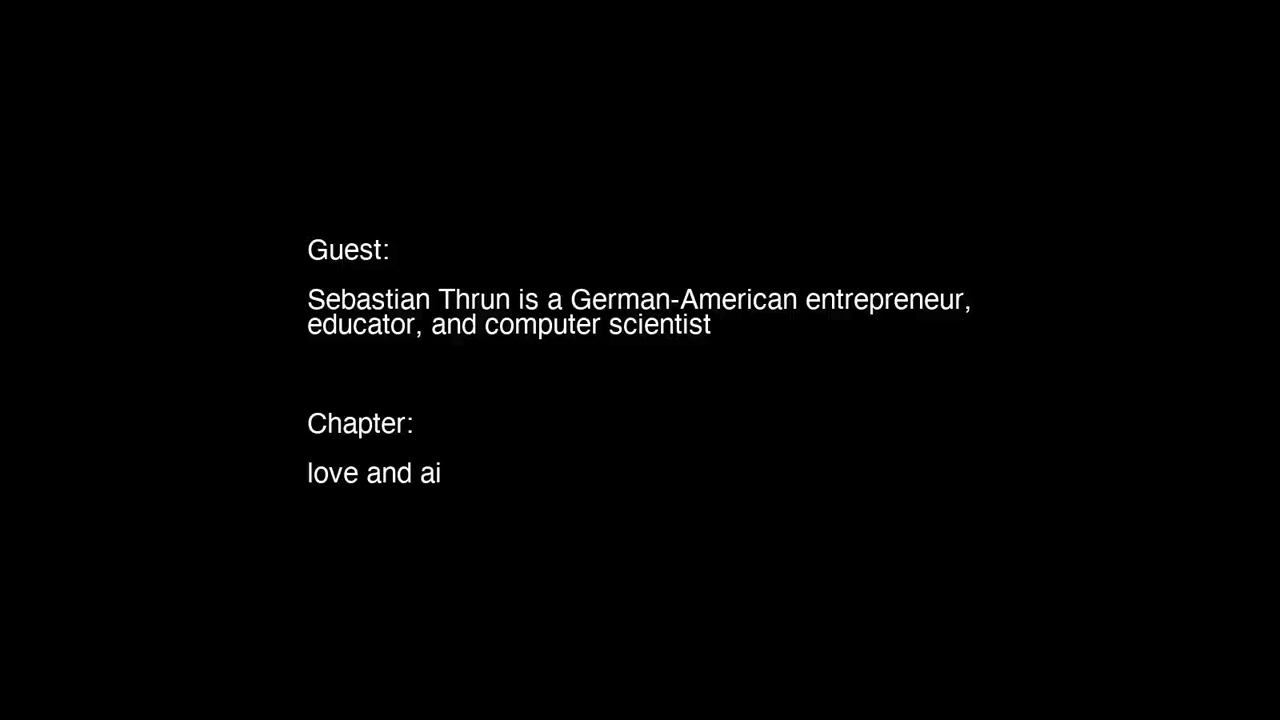 Guest:
Sebastian Thrun is a German-American entrepreneur,
educator, and computer scientist
Chapter:
love and ai